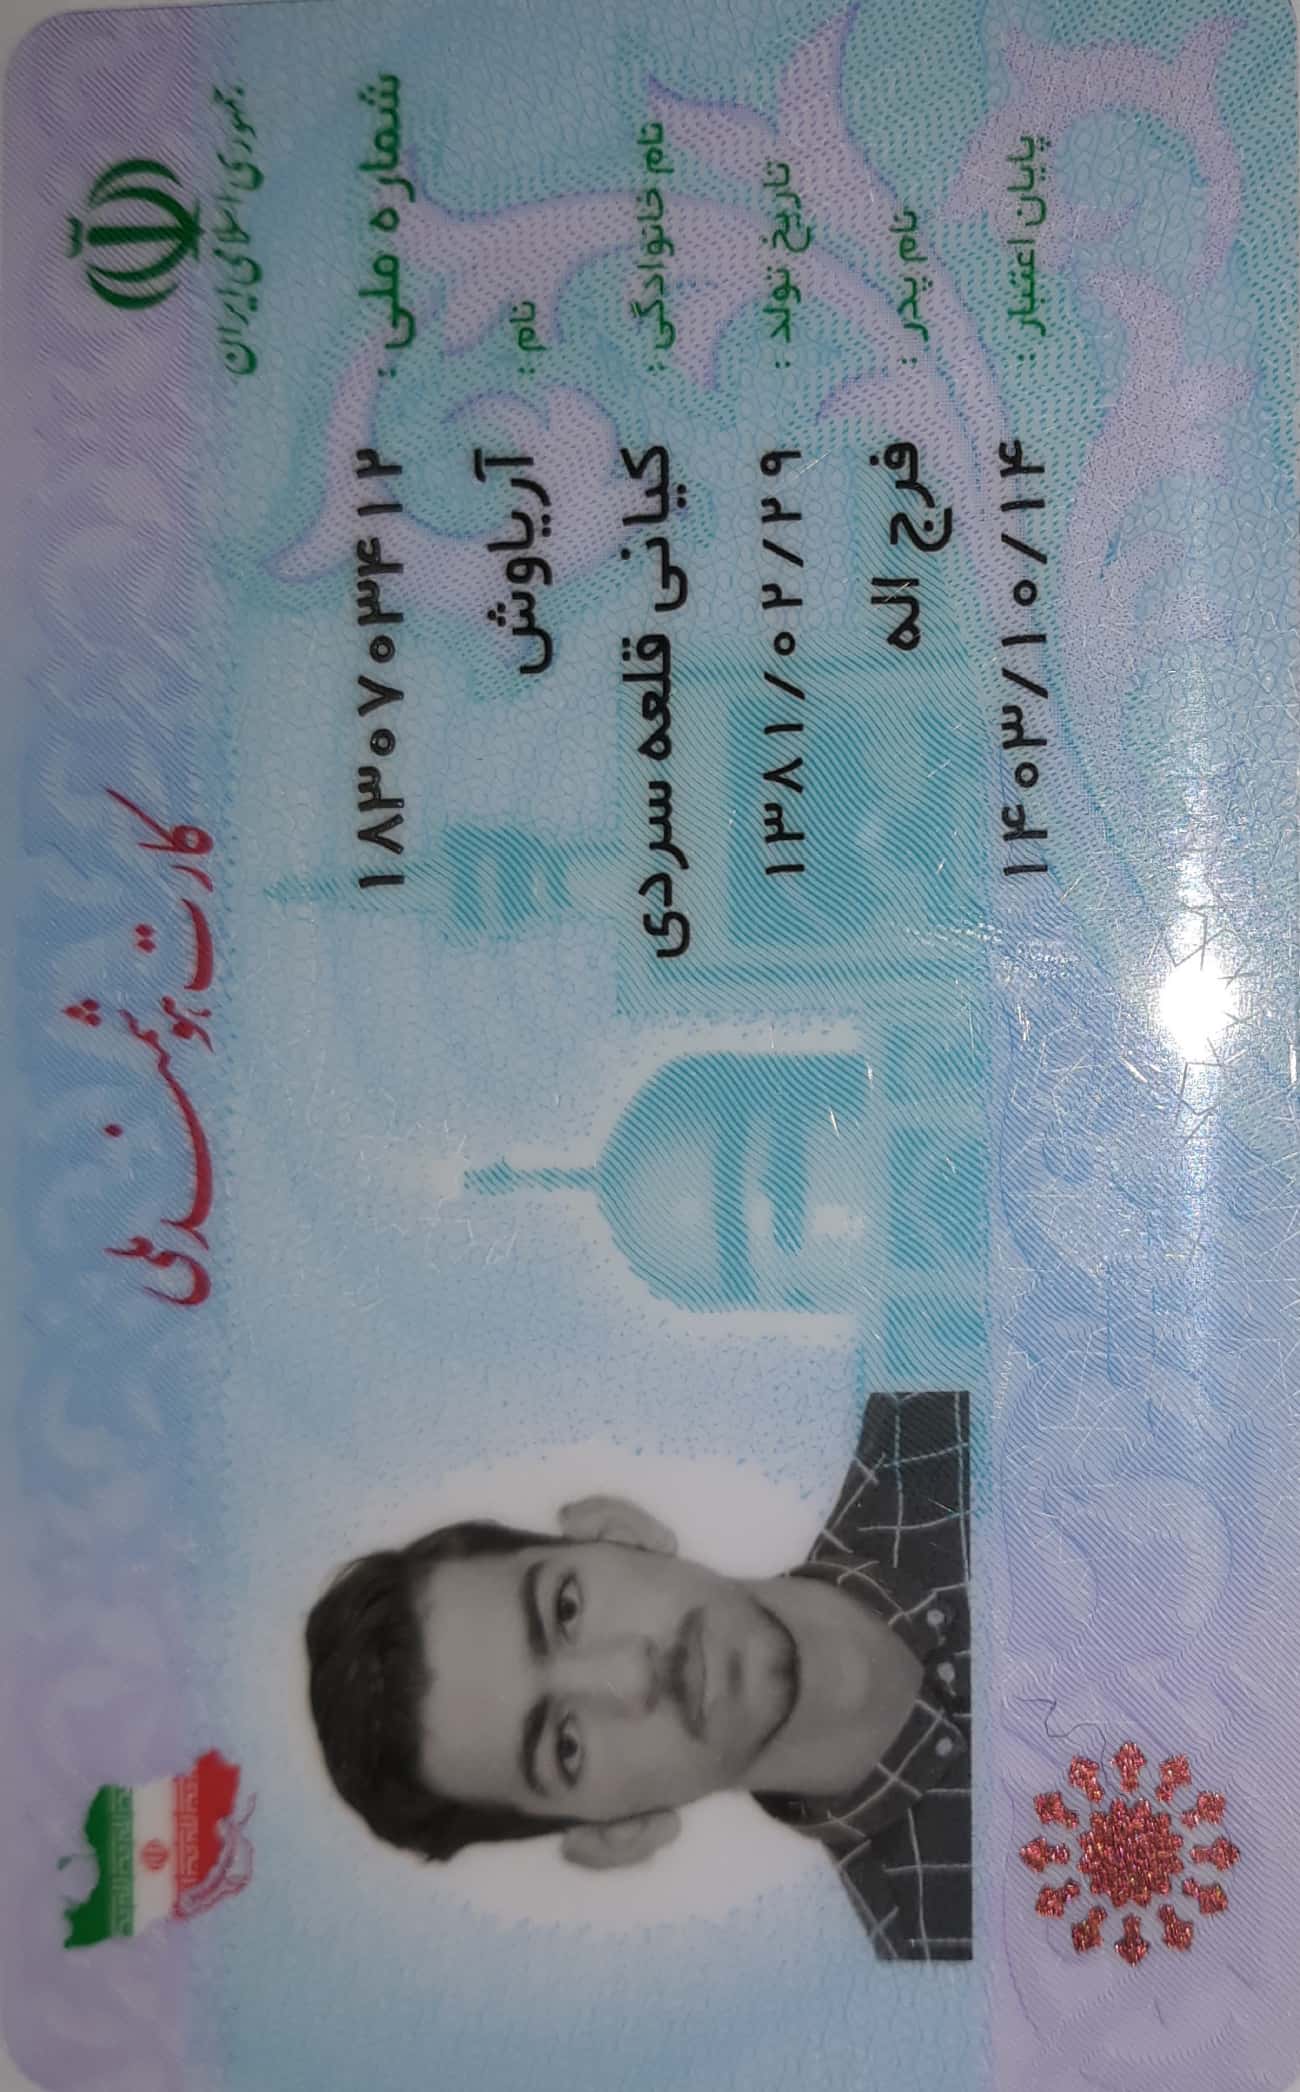 جمهوری اسلامی ایران
کارت هوشمند ملی
شماره ملی : ۱۸۳۰۷۰۳۴۱۲
نام : آریاوش
نام خانوادگی : کیانی قلعه سردی
تاریخ تولد : ۱۳۸۱/۰۲/۲۹
نام پدر : فرج اله
پایان اعتبار : ۱۴۰۳/۱۰/۱۴